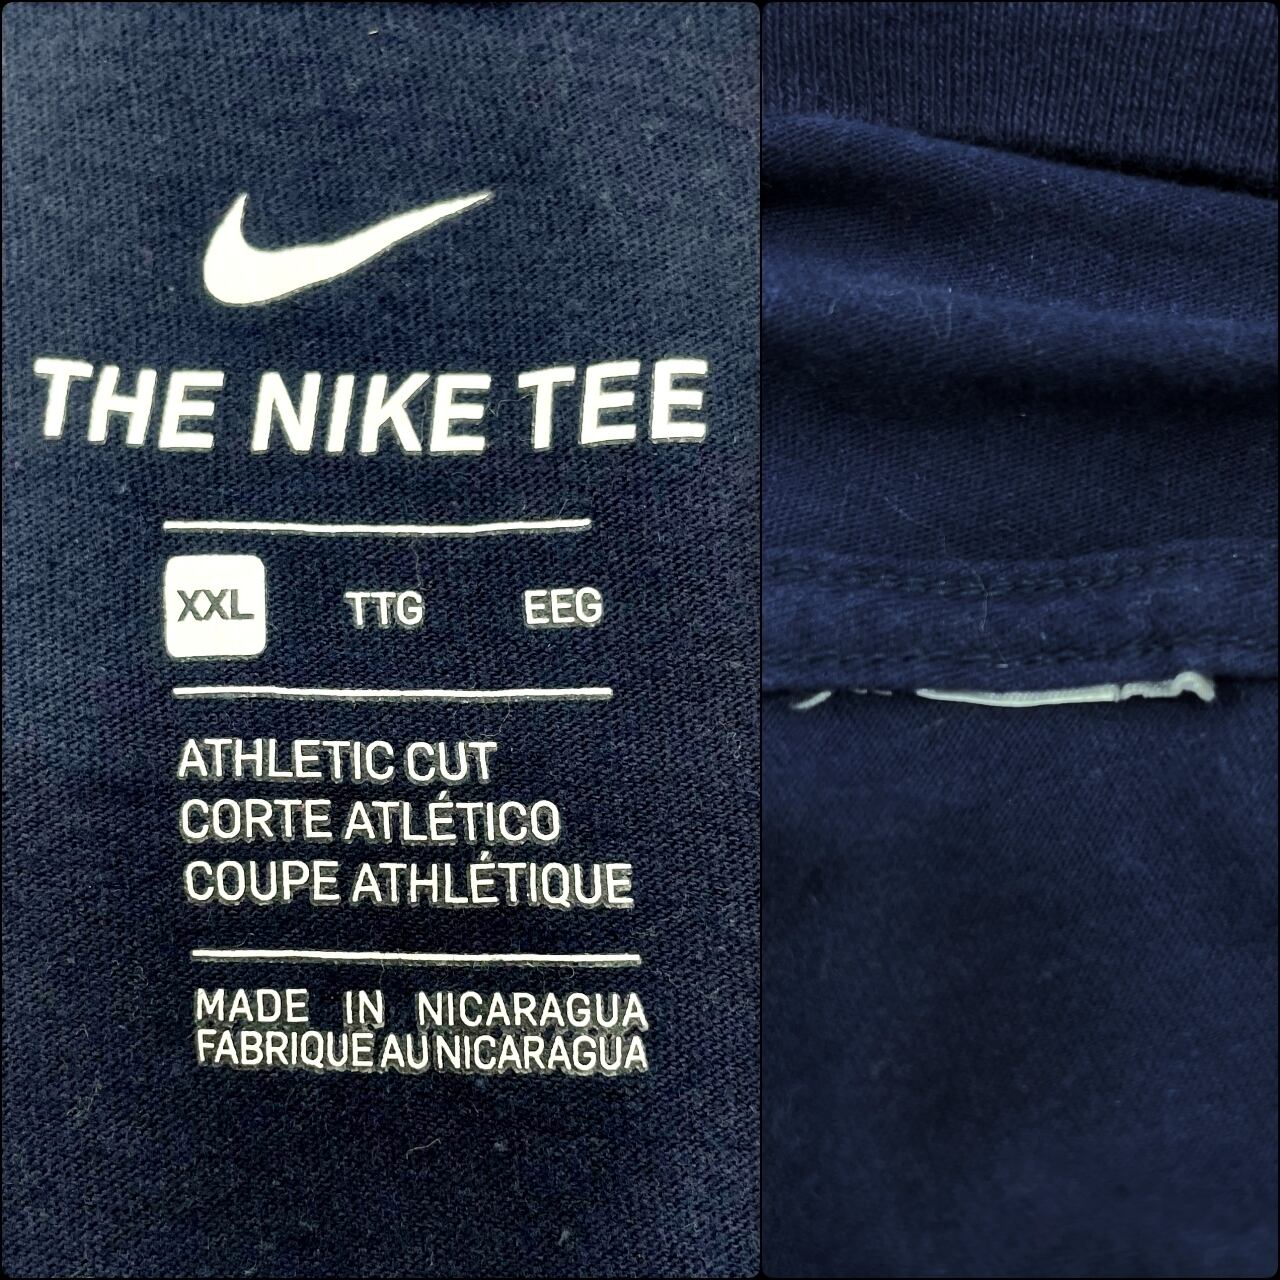 THE NIKE TEE
XXL TTG EEG
ATHLETIC CUT
CORTE ATLÉTICO
COUPE ATHLÉTIQUE
MADE IN NICARAGUA
FABRIQUE AU NICARAGUA